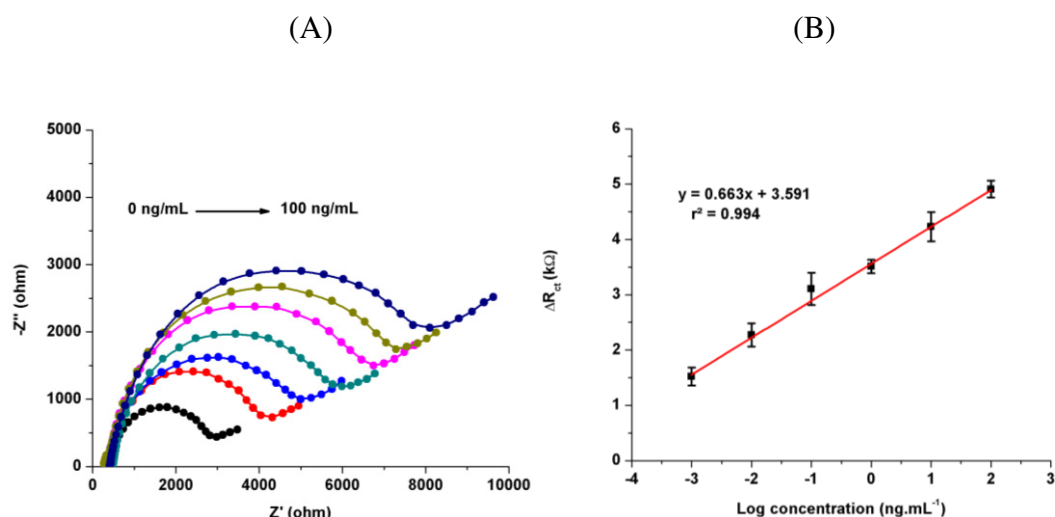 (A)
5000
4000
3000
2000
1000
0
-Z'' (ohm)
0 ng/mL 100 ng/mL
0 2000 4000 6000 8000 10000
Z' (ohm)
(B)
6
5
4
3
2
1
0
ΔRct (kΩ)
y = 0.663x + 3.591
r² = 0.994
-4 -3 -2 -1 0 1 2 3
Log concentration (ng.mL⁻¹)